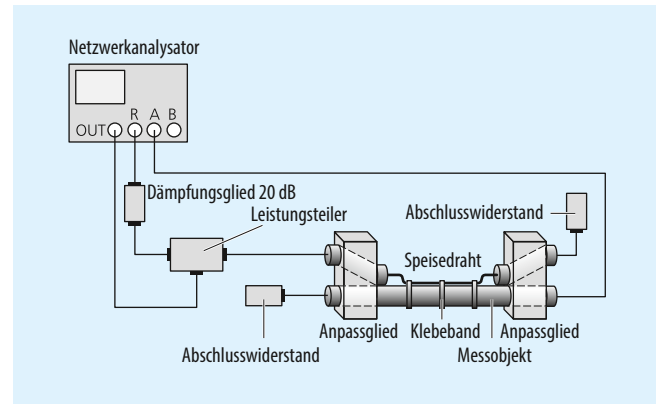 Netzwerkanalysator
R A B
OUT
Dämpfungsglied 20 dB
Leistungsteiler
Abschlusswiderstand
Speisedraht
Anpassglied Klebeband Anpassglied
Abschlusswiderstand
Messobjekt